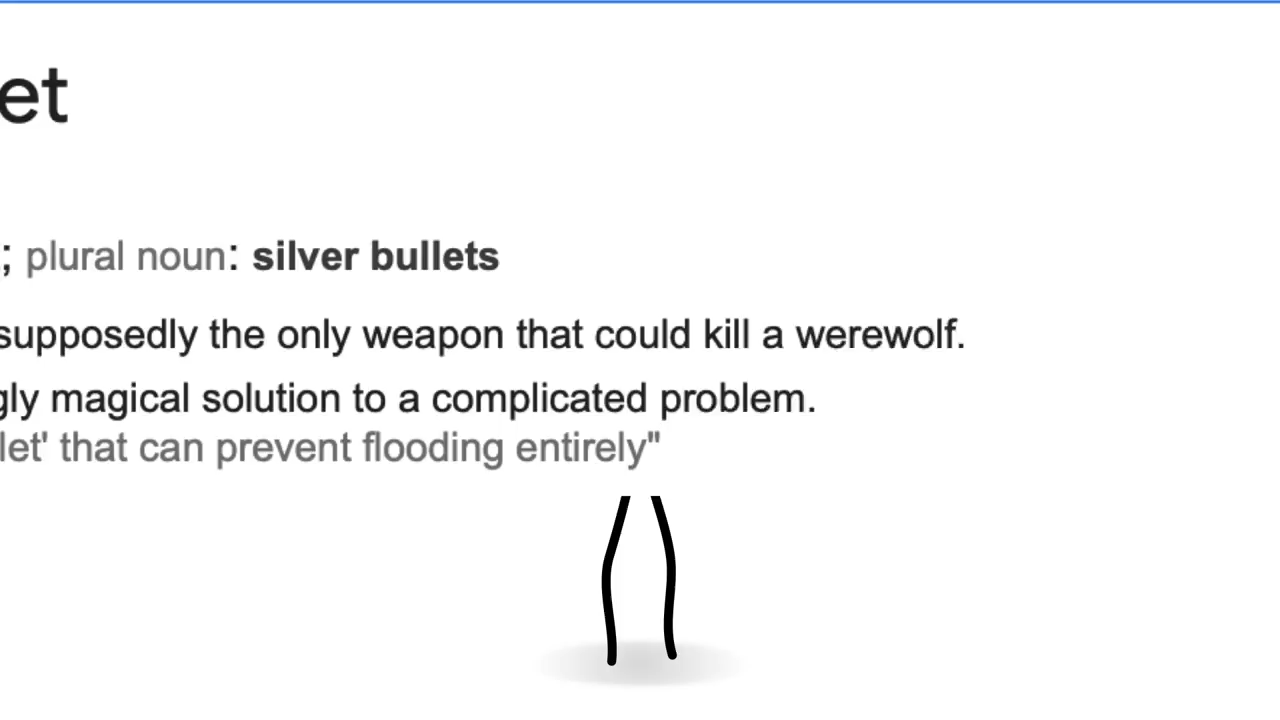 et
; plural noun: silver bullets
supposedly the only weapon that could kill a werewolf.
gly magical solution to a complicated problem.
let' that can prevent flooding entirely"